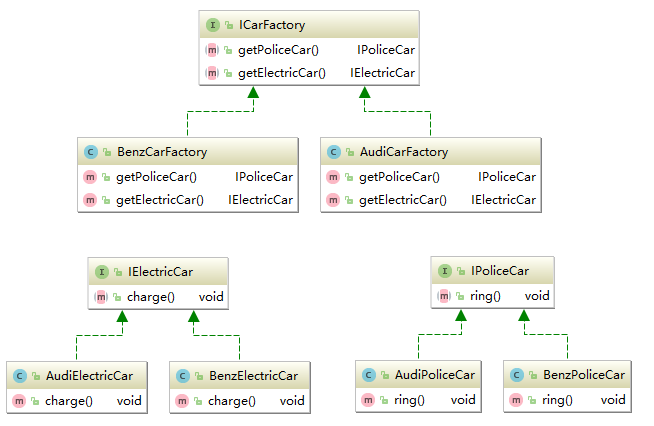 ICarFactory
getPoliceCar() IPoliceCar
getElectricCar() IElectricCar
BenzCarFactory
getPoliceCar() IPoliceCar
getElectricCar() IElectricCar
AudiCarFactory
getPoliceCar() IPoliceCar
getElectricCar() IElectricCar
IElectricCar
charge() void
IPoliceCar
ring() void
AudiElectricCar
charge() void
BenzElectricCar
charge() void
AudiPoliceCar
ring() void
BenzPoliceCar
ring() void